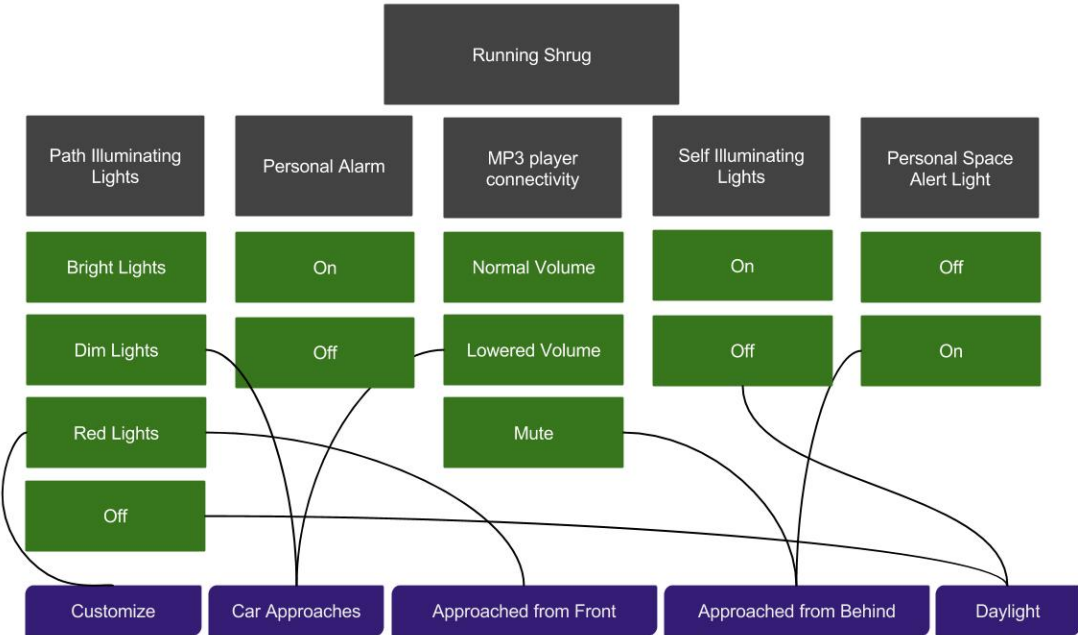 Running Shrug
Path Illuminating
Lights
Personal Alarm
MP3 player
connectivity
Self Illuminating
Lights
Personal Space
Alert Light
Bright Lights
On
Normal Volume
On
Off
Dim Lights
Off
Lowered Volume
Off
On
Red Lights
Mute
Off
Customize
Car Approaches
Approached from Front
Approached from Behind
Daylight